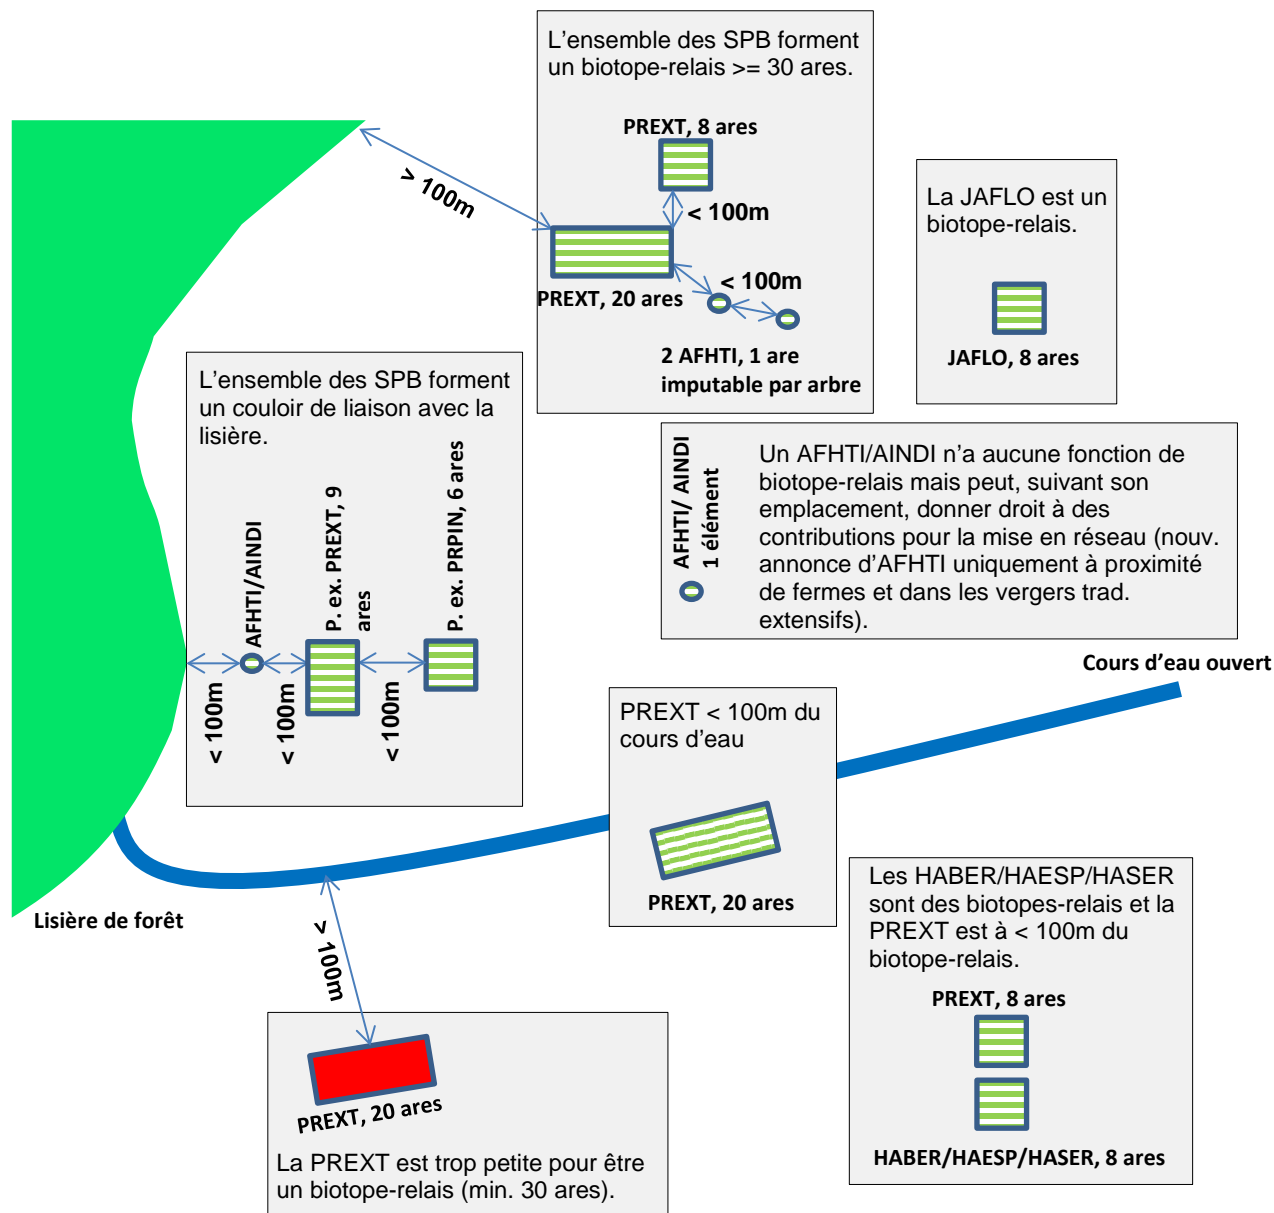 L'ensemble des SPB forment
un biotope-relais >= 30 ares.
PREXT, 8 ares
> 100m
< 100m
< 100m
PREXT, 20 ares
2 AFHTI, 1 are
imputable par arbre
La JAFLO est un
biotope-relais.
JAFLO, 8 ares
L'ensemble des SPB forment
un couloir de liaison avec la
lisière.
AFHTI/AINDI
P. ex. PREXT, 9
ares
P. ex. PRPIN, 6 ares
< 100m
< 100m
< 100m
AFHTI/ AINDI
1 élément
Un AFHTI/AINDI n'a aucune fonction de
biotope-relais mais peut, suivant son
emplacement, donner droit à des
contributions pour la mise en réseau (nouv.
annonce d'AFHTI uniquement à proximité
de fermes et dans les vergers trad.
extensifs).
Cours d'eau ouvert
PREXT < 100m du
cours d'eau
PREXT, 20 ares
Lisière de forêt
> 100m
PREXT, 20 ares
La PREXT est trop petite pour être
un biotope-relais (min. 30 ares).
Les HABER/HAESP/HASER
sont des biotopes-relais et la
PREXT est à < 100m du
biotope-relais.
PREXT, 8 ares
HABER/HAESP/HASER, 8 ares